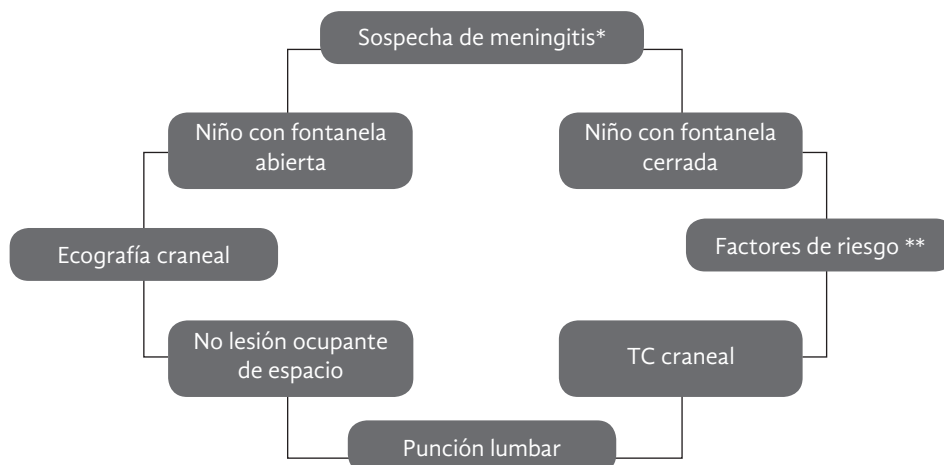 Sospecha de meningitis*
Niño con fontanela
abierta
Niño con fontanela
cerrada
Ecografía craneal
Factores de riesgo **
No lesión ocupante
de espacio
TC craneal
Punción lumbar